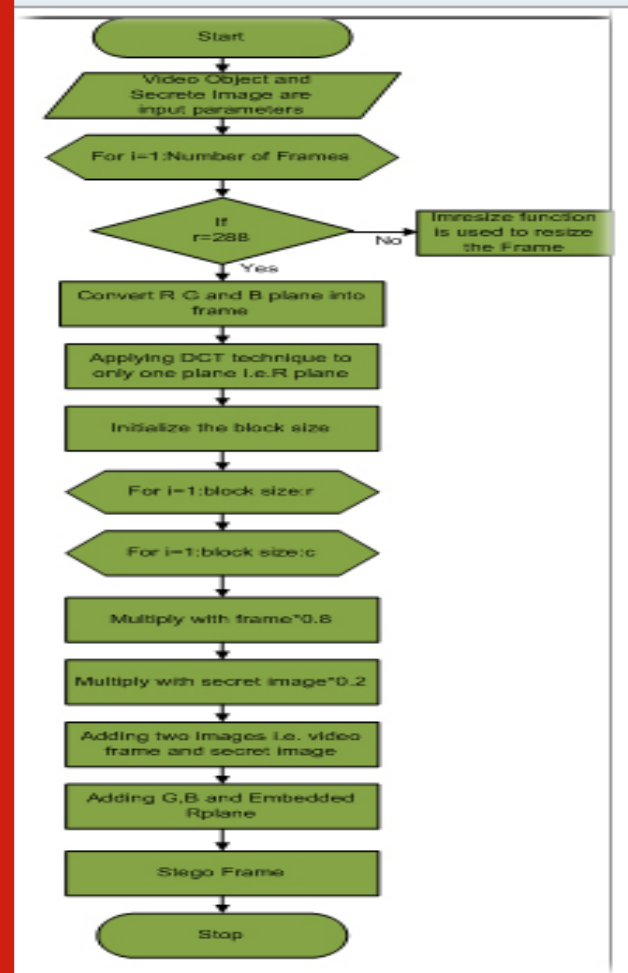 Start
Video Object and
Secrete Image are
input parameters
For i=1:Number of Frames
If
r=288
No
Imresize function
is used to resize
the Frame
Yes
Convert R G and B plane into
frame
Applying DCT technique to
only one plane i.e.R plane
Initialize the block size
For i=1:block size:r
For i=1:block size:c
Multiply with frame*0.8
Multiply with secret image*0.2
Adding two images i.e. video
frame and secret image
Adding G,B and Embedded
Rplane
Stego Frame
Stop